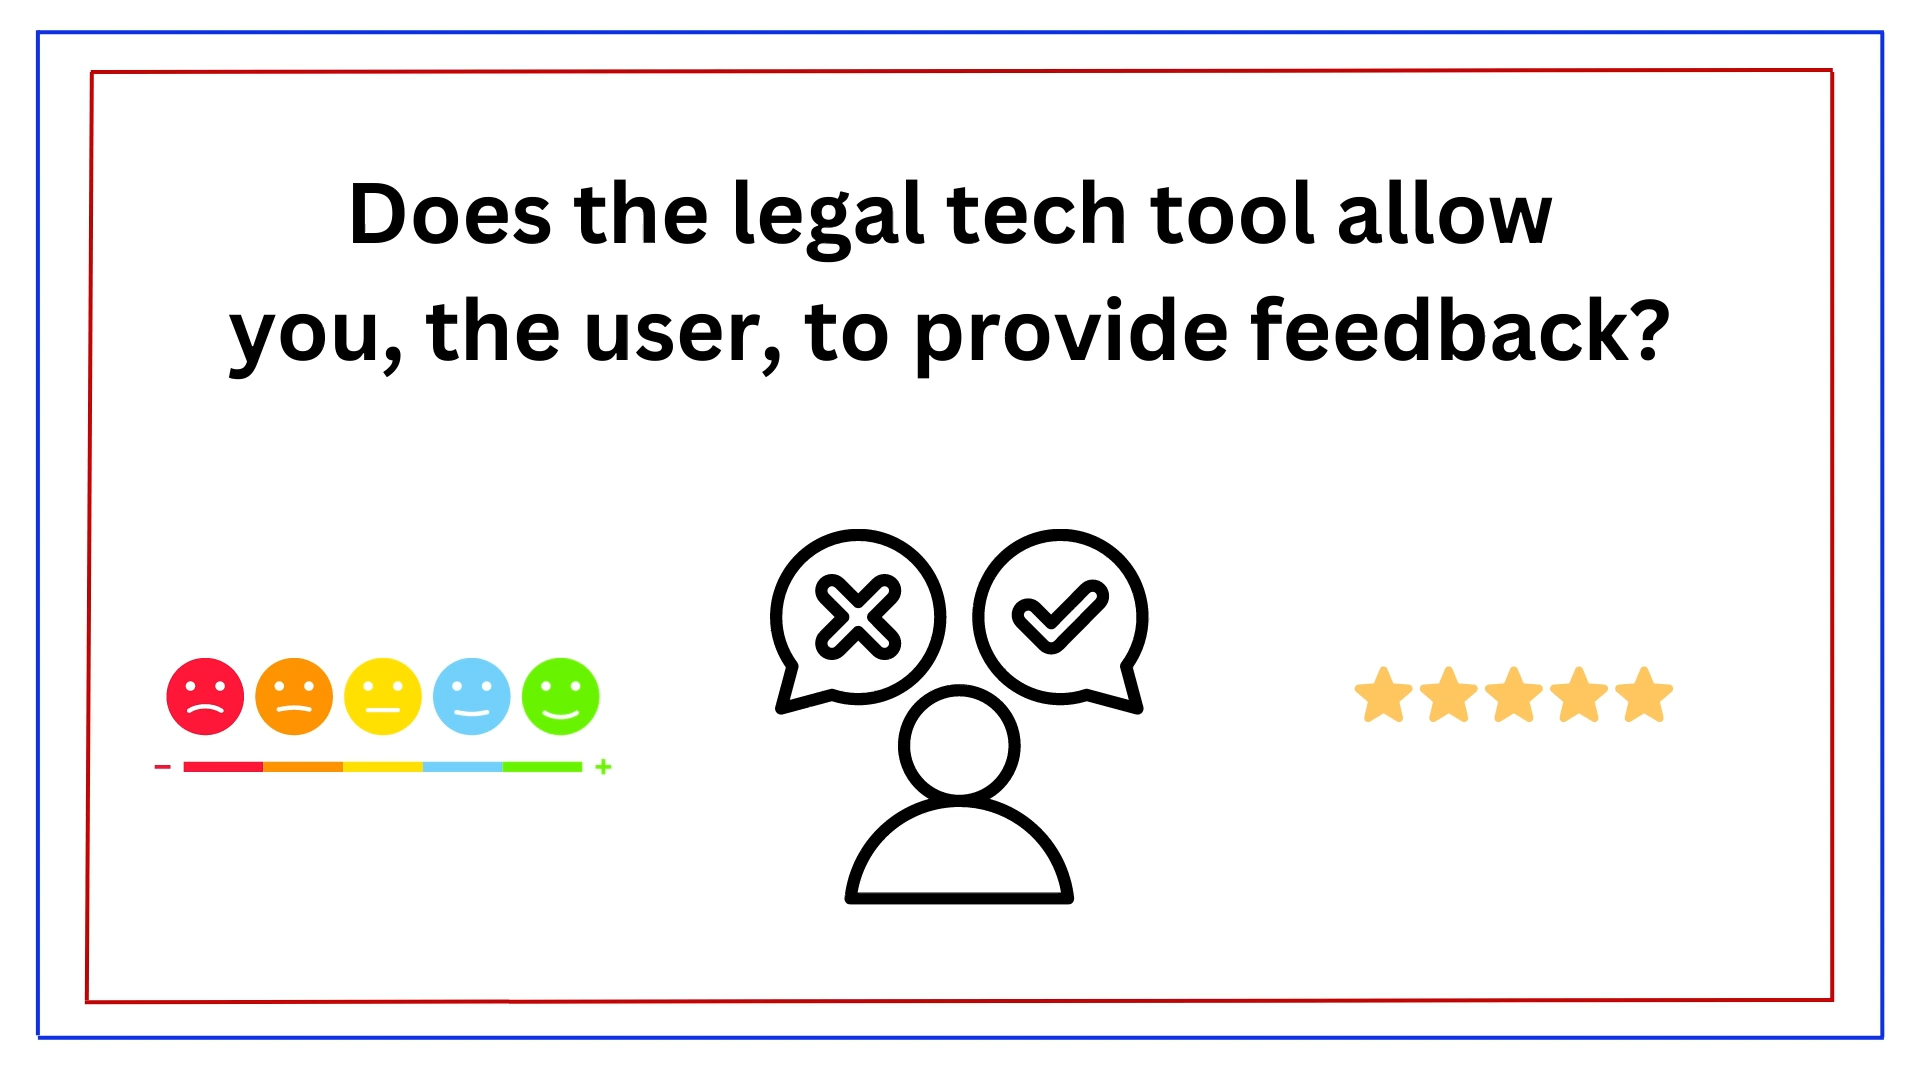 Does the legal tech tool allow
you, the user, to provide feedback?
- +